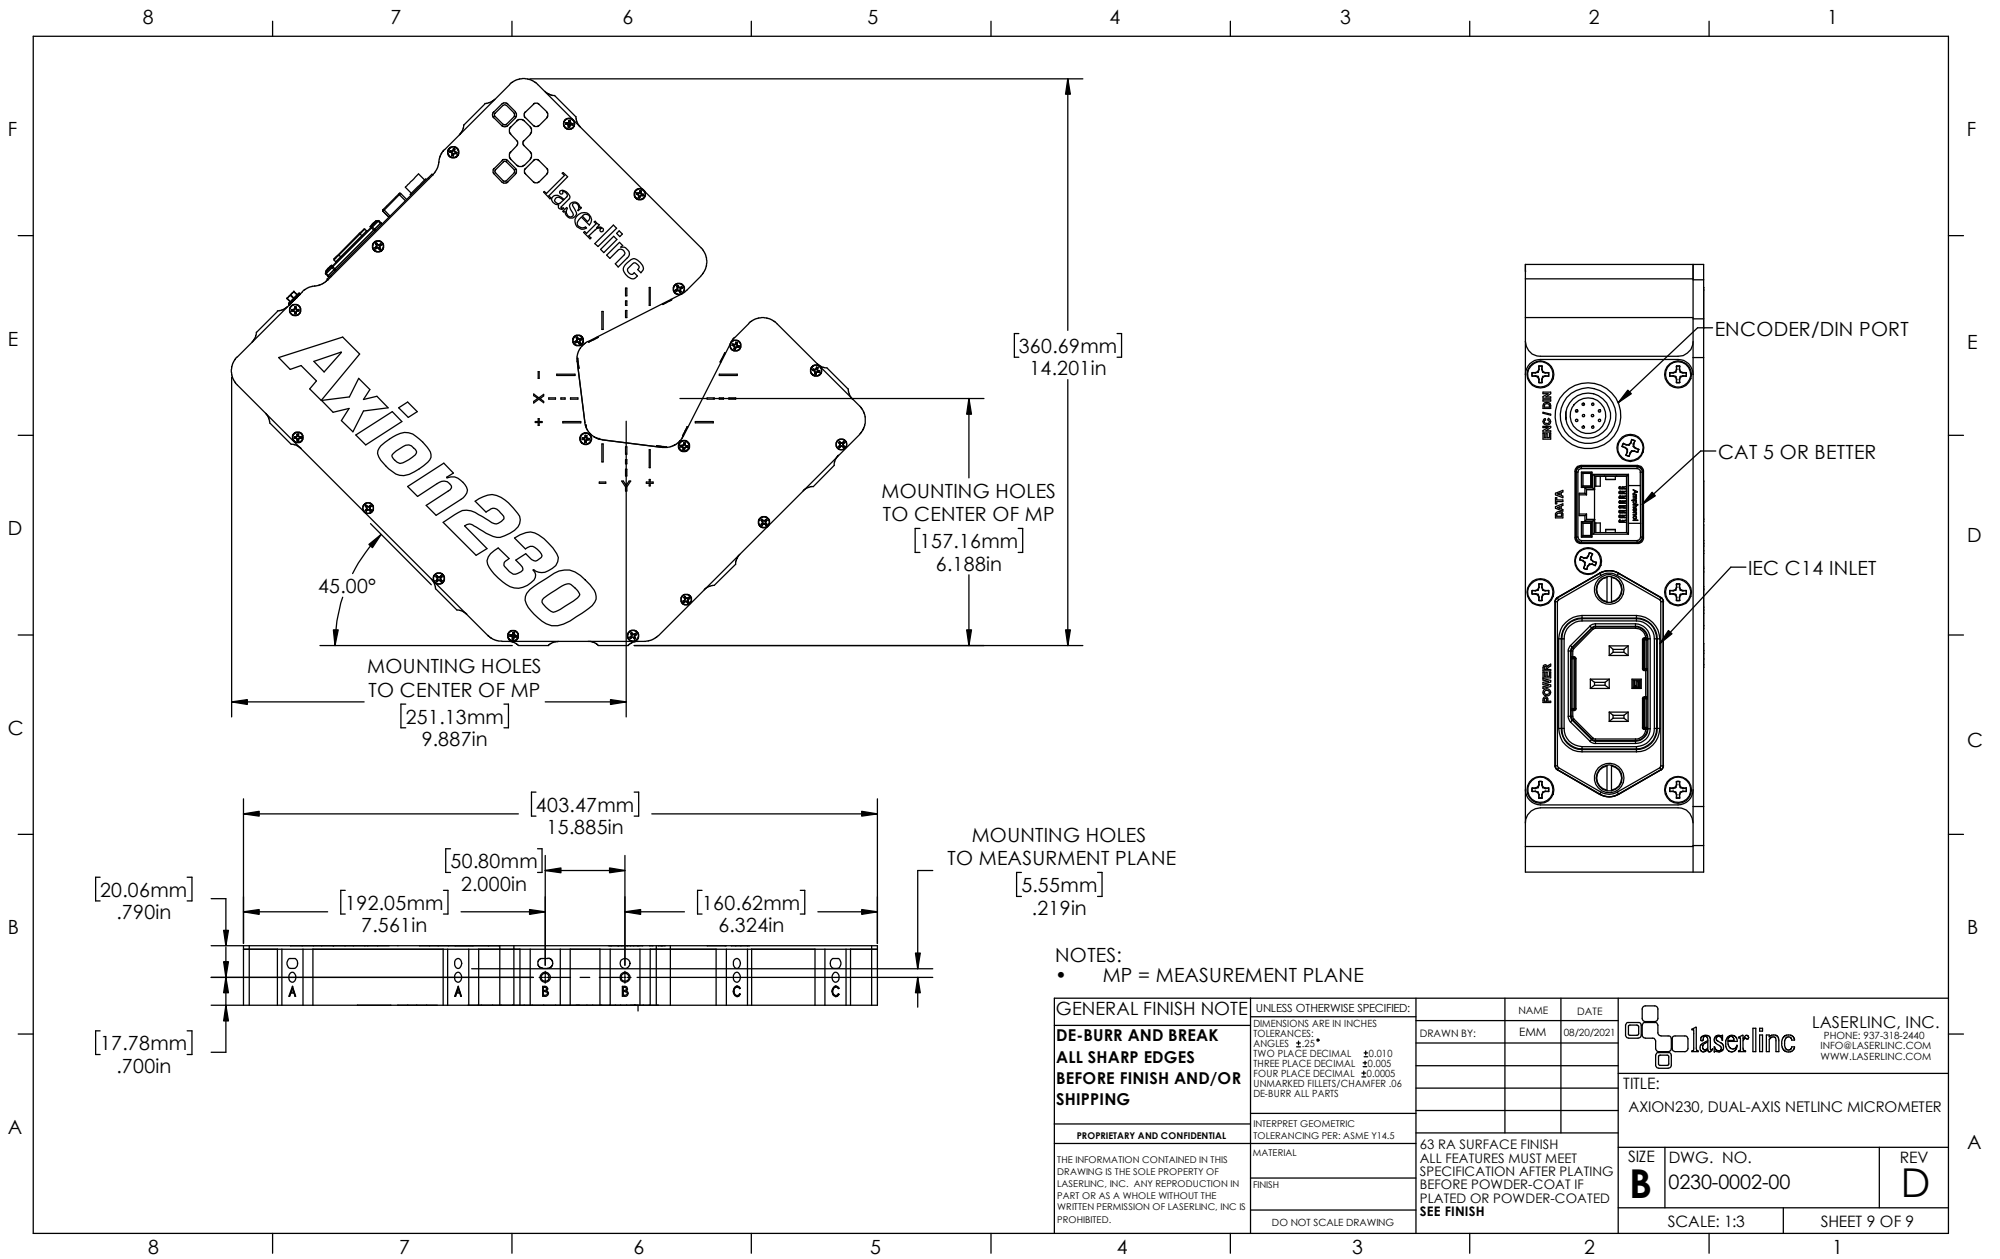 8 7 6 5 4 3 2 1
F
E
D
C
B
A
F
E
D
C
B
A
laserlinc
Axion230
-
X
+
- Y +
45.00°
[360.69mm]
14.201in
MOUNTING HOLES
TO CENTER OF MP
[157.16mm]
6.188in
MOUNTING HOLES
TO CENTER OF MP
[251.13mm]
9.887in
ENC / DIN
DATA
POWER
Amphenol
ENCODER/DIN PORT
CAT 5 OR BETTER
IEC C14 INLET
[403.47mm]
15.885in
[50.80mm]
2.000in
[192.05mm]
7.561in
[160.62mm]
6.324in
[20.06mm]
.790in
[17.78mm]
.700in
MOUNTING HOLES
TO MEASURMENT PLANE
[5.55mm]
.219in
A A B B C C
NOTES:
• MP = MEASUREMENT PLANE
GENERAL FINISH NOTE
DE-BURR AND BREAK
ALL SHARP EDGES
BEFORE FINISH AND/OR
SHIPPING
PROPRIETARY AND CONFIDENTIAL
THE INFORMATION CONTAINED IN THIS
DRAWING IS THE SOLE PROPERTY OF
LASERLINC, INC. ANY REPRODUCTION IN
PART OR AS A WHOLE WITHOUT THE
WRITTEN PERMISSION OF LASERLINC, INC IS
PROHIBITED.
UNLESS OTHERWISE SPECIFIED:
DIMENSIONS ARE IN INCHES
TOLERANCES:
ANGLES ±.25°
TWO PLACE DECIMAL ±0.010
THREE PLACE DECIMAL ±0.005
FOUR PLACE DECIMAL ±0.0005
UNMARKED FILLETS/CHAMFER .06
DE-BURR ALL PARTS
INTERPRET GEOMETRIC
TOLERANCING PER: ASME Y14.5
MATERIAL
FINISH
DO NOT SCALE DRAWING
NAME DATE
DRAWN BY: EMM 08/20/2021
63 RA SURFACE FINISH
ALL FEATURES MUST MEET
SPECIFICATION AFTER PLATING
BEFORE POWDER-COAT IF
PLATED OR POWDER-COATED
SEE FINISH
laserlinc
LASERLINC, INC.
PHONE: 937-318-2440
INFO@LASERLINC.COM
WWW.LASERLINC.COM
TITLE:
AXION230, DUAL-AXIS NETLINC MICROMETER
SIZE
B
DWG. NO.
0230-0002-00
REV
D
SCALE: 1:3
SHEET 9 OF 9
8 7 6 5 4 3 2 1